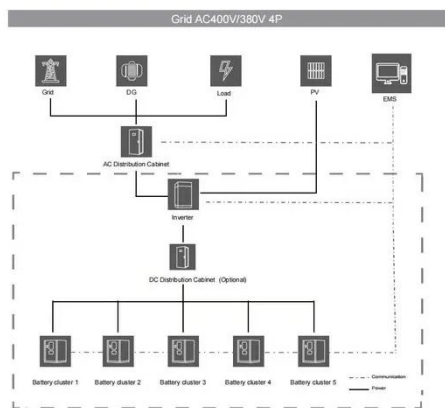 Grid AC400V/380V 4P
Grid DG Load PV EMS
AC Distribution Cabinet
Inverter
DC Distribution Cabinet (Optional)
Battery cluster 1 Battery cluster 2 Battery cluster 3 Battery cluster 4 Battery cluster 5
Communication
Power